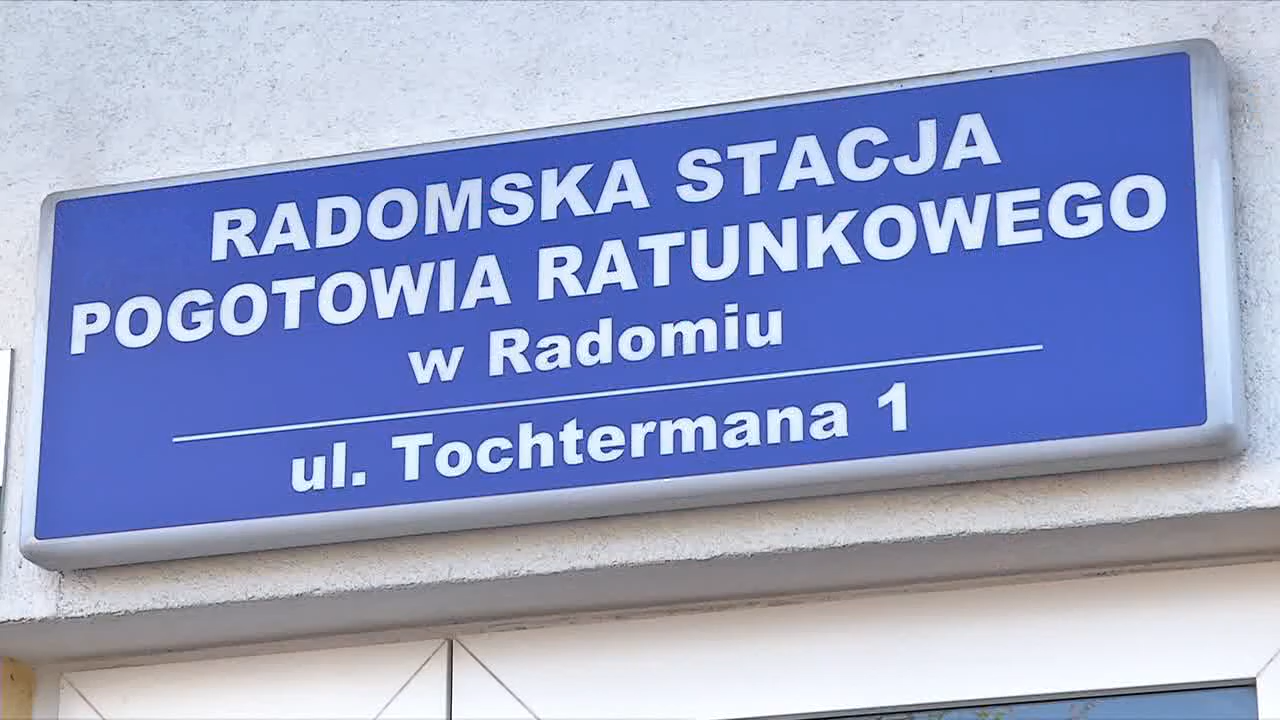 RADOMSKA STACJA
POGOTOWIA RATUNKOWEGO
w Radomiu
ul. Tochtermana 1